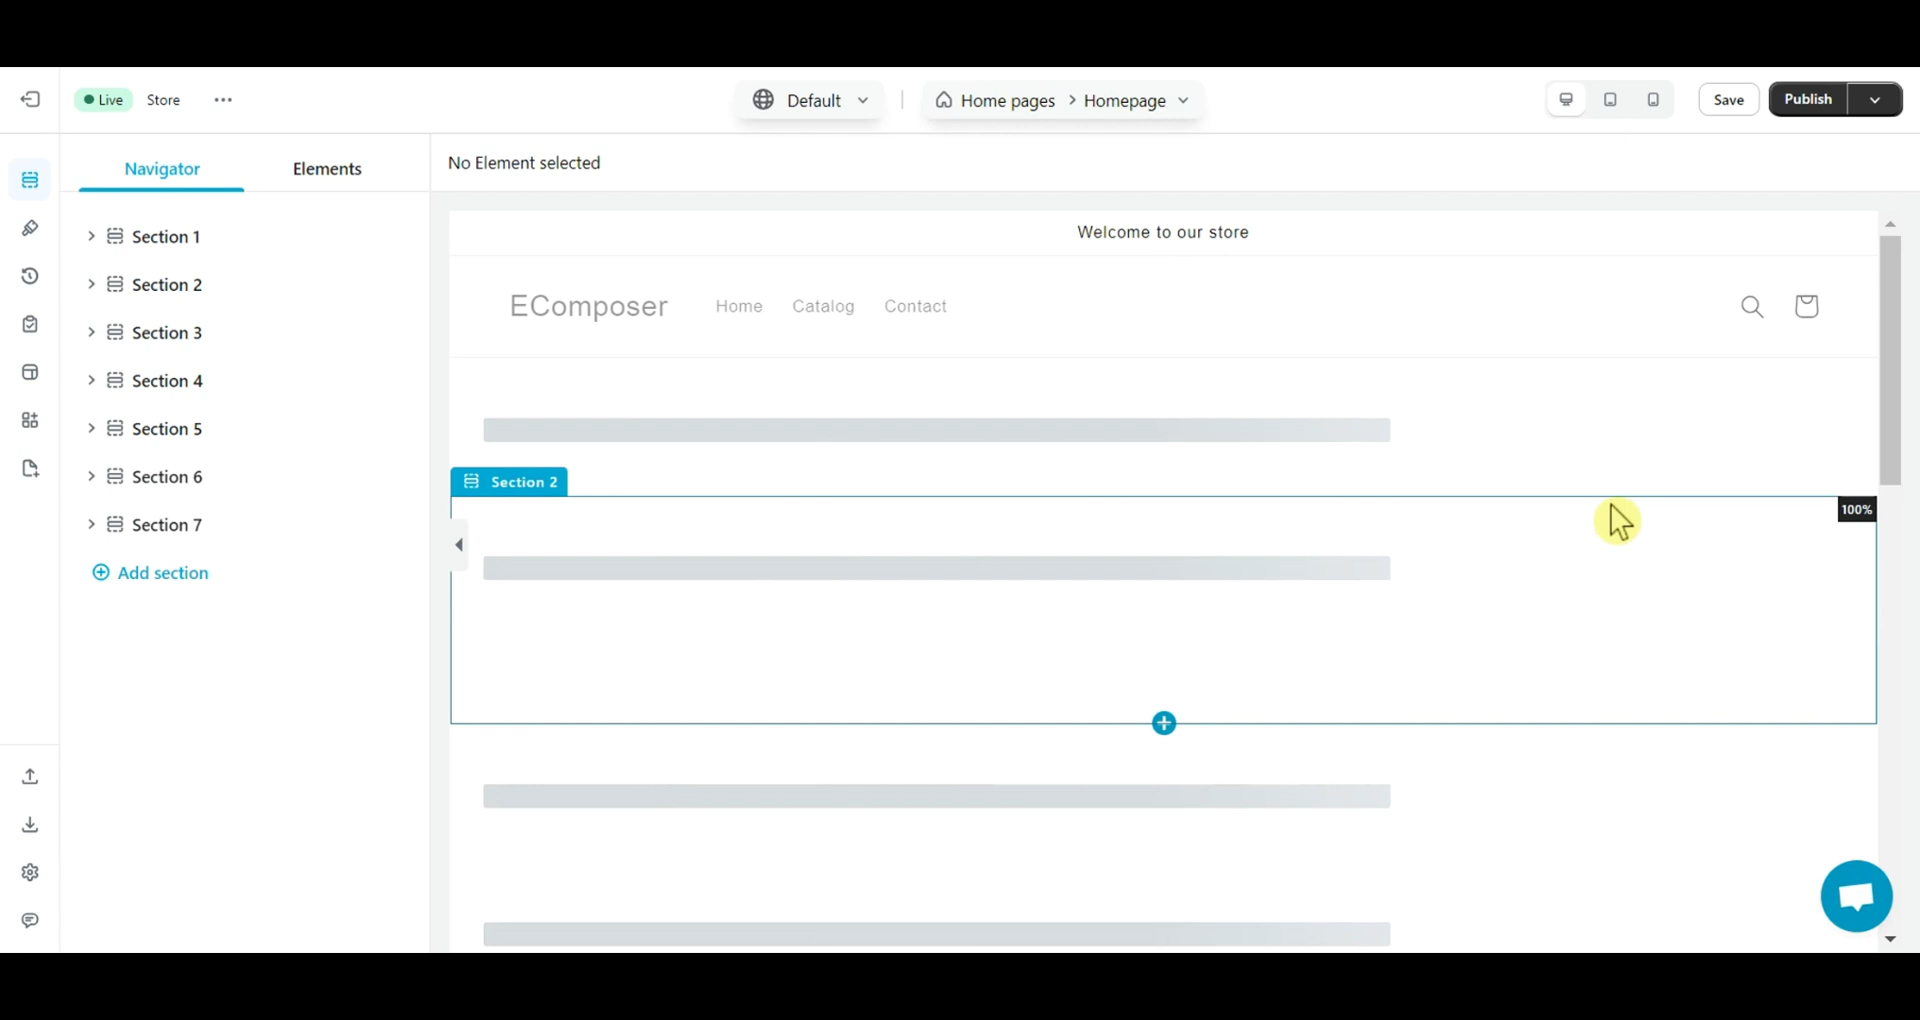 Live Store
Default
Home pages > Homepage
Save
Publish
Navigator
Elements
No Element selected
Section 1
Section 2
Section 3
Section 4
Section 5
Section 6
Section 7
Add section
Welcome to our store
EComposer
Home
Catalog
Contact
Section 2
100%